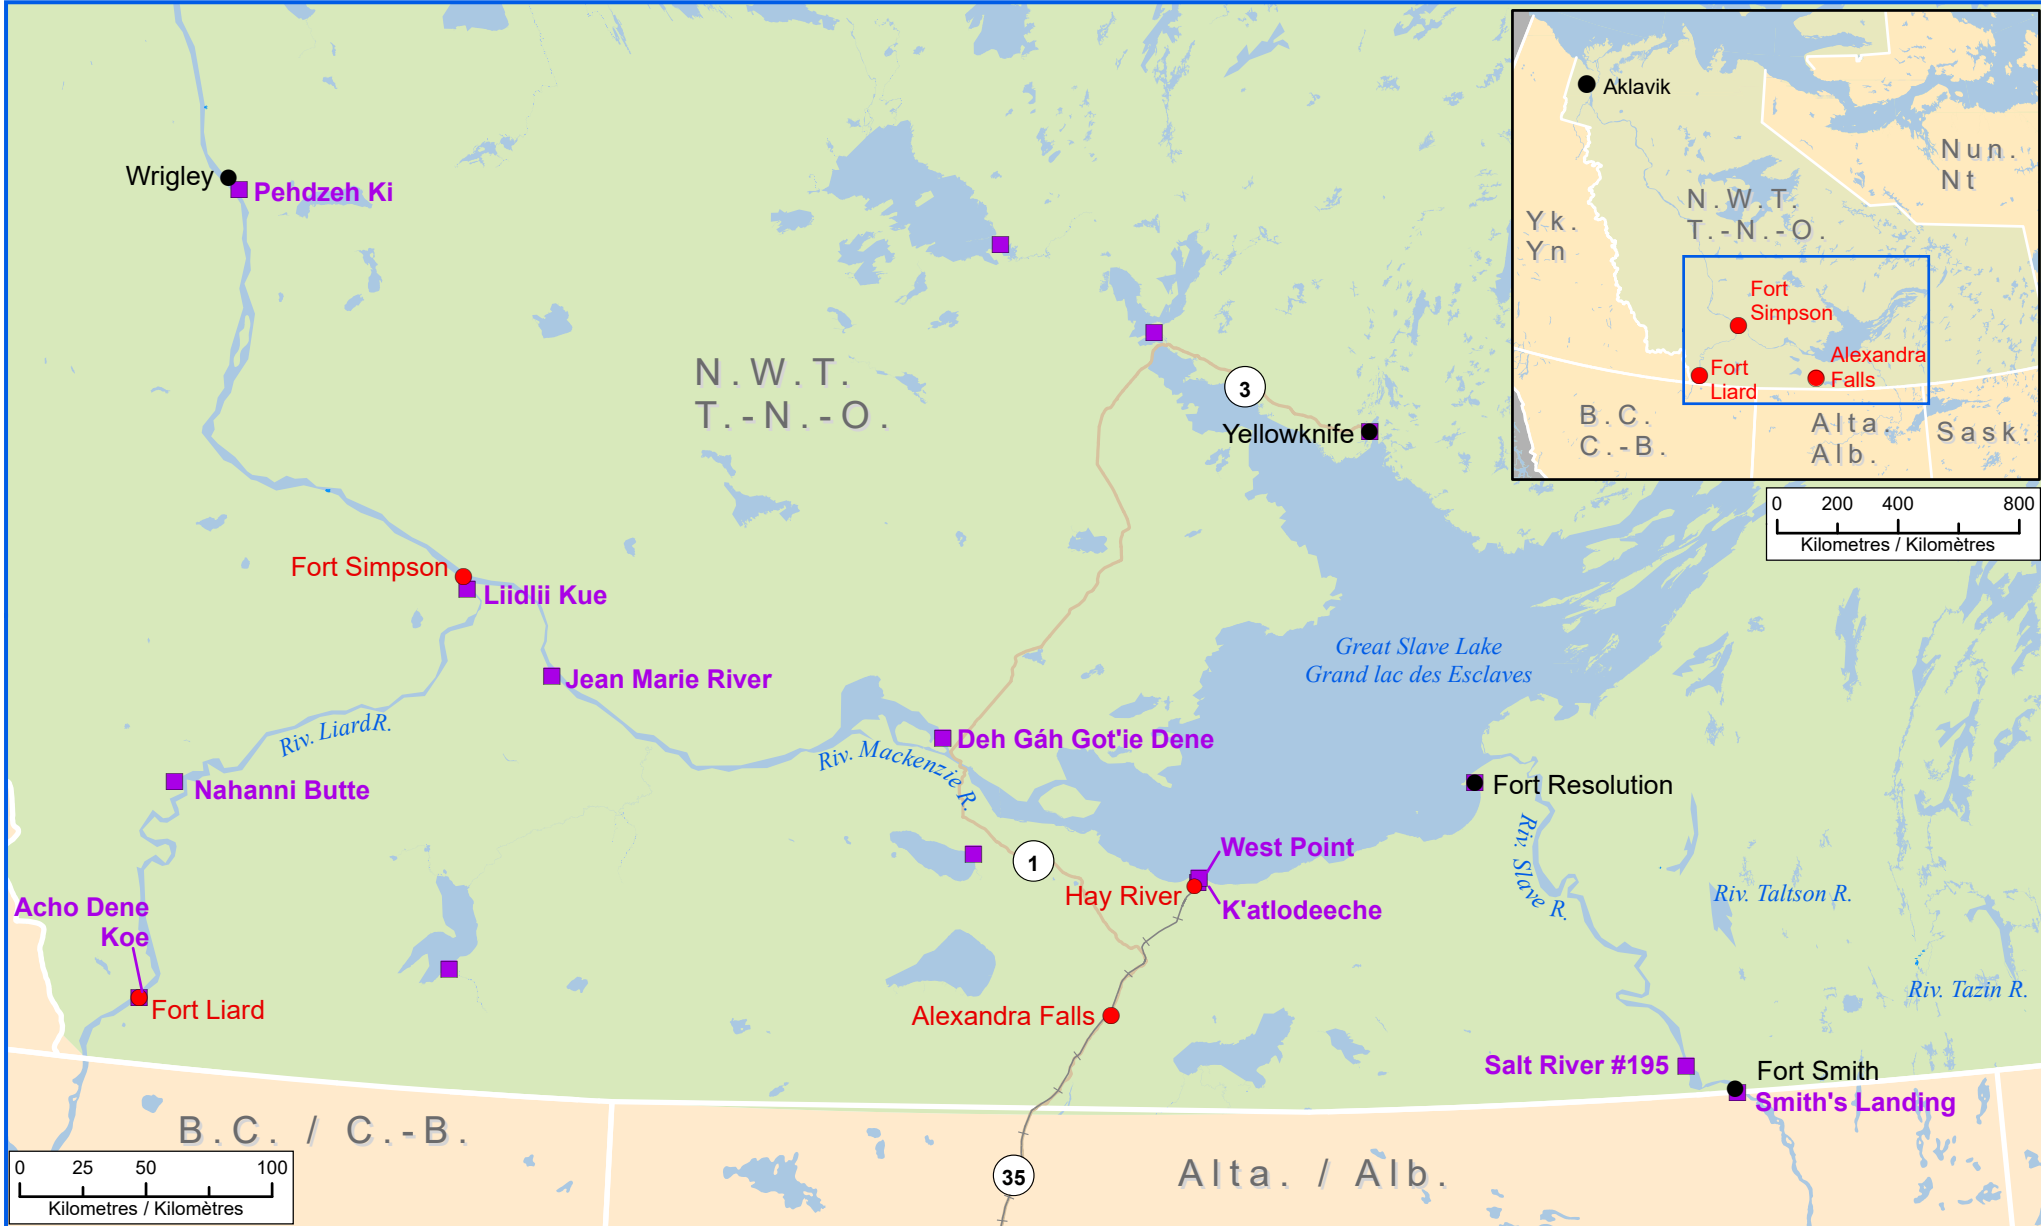 Wrigley
Pehdzeh Ki
N.W.T.
T.-N.-O.
3
Yellowknife
Fort Simpson
Liidlii Kue
Jean Marie River
Great Slave Lake
Grand lac des Esclaves
Riv. Liard R.
Nahanni Butte
Deh Gáh Got'ie Dene
Riv. Mackenzie R.
Fort Resolution
1
West Point
Hay River
K'atlodeeche
Riv. Slave R.
Riv. Taltson R.
Acho Dene
Koe
Fort Liard
Alexandra Falls
Riv. Tazin R.
Salt River #195
Fort Smith
Smith's Landing
B.C. / C.-B.
Alta. / Alb.
35
0 25 50 100
Kilometres / Kilomètres
Aklavik
Nun.
Nt
N.W.T.
T.-N.-O.
Yk.
Yn
Fort
Simpson
Alexandra
Falls
Fort
Liard
B.C.
C.-B.
Alta.
Alb.
Sask.
0 200 400 800
Kilometres / Kilomètres